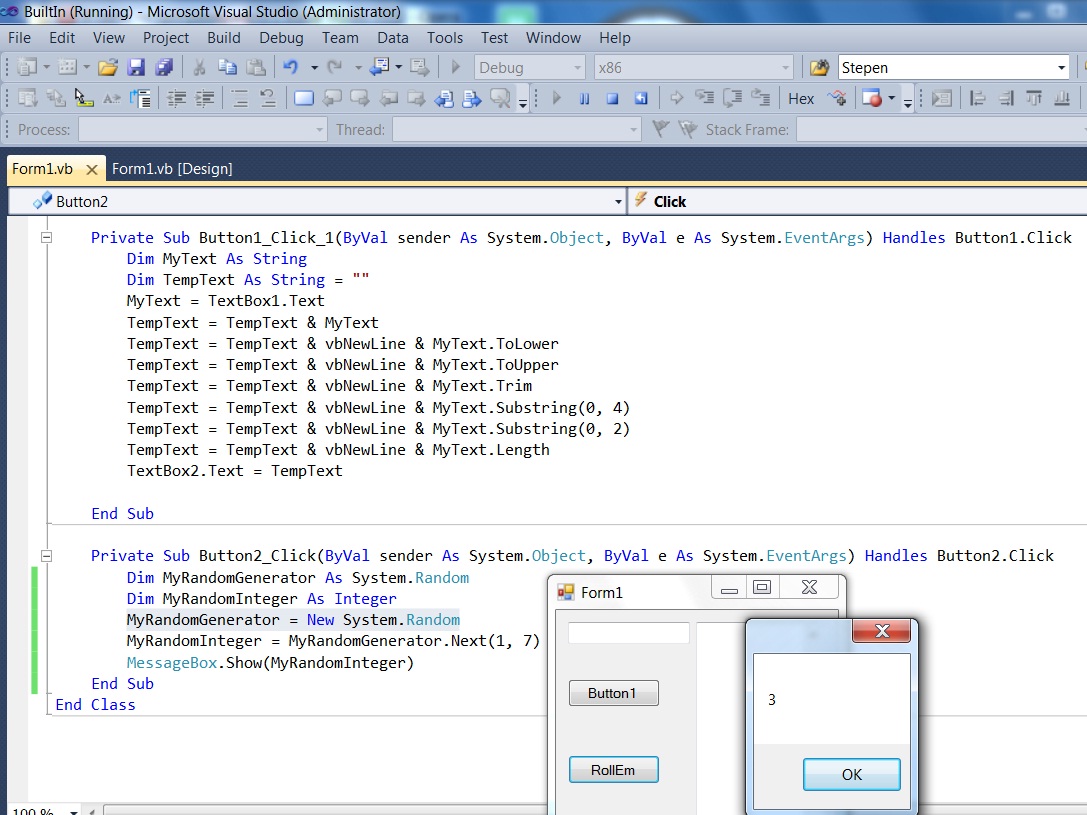 BuiltIn (Running) - Microsoft Visual Studio (Administrator)
File Edit View Project Build Debug Team Data Tools Test Window Help
Debug x86 Stepen
Hex
Process: Thread: Stack Frame:
Form1.vb Form1.vb [Design]
Button2 Click
Private Sub Button1_Click_1(ByVal sender As System.Object, ByVal e As System.EventArgs) Handles Button1.Click
Dim MyText As String
Dim TempText As String = ""
MyText = TextBox1.Text
TempText = TempText & MyText
TempText = TempText & vbNewLine & MyText.ToLower
TempText = TempText & vbNewLine & MyText.ToUpper
TempText = TempText & vbNewLine & MyText.Trim
TempText = TempText & vbNewLine & MyText.Substring(0, 4)
TempText = TempText & vbNewLine & MyText.Substring(0, 2)
TempText = TempText & vbNewLine & MyText.Length
TextBox2.Text = TempText
End Sub
Private Sub Button2_Click(ByVal sender As System.Object, ByVal e As System.EventArgs) Handles Button2.Click
Dim MyRandomGenerator As System.Random
Dim MyRandomInteger As Integer
MyRandomGenerator = New System.Random
MyRandomInteger = MyRandomGenerator.Next(1, 7)
MessageBox.Show(MyRandomInteger)
End Sub
End Class
Form1
Button1
RollEm
3
OK
100 %